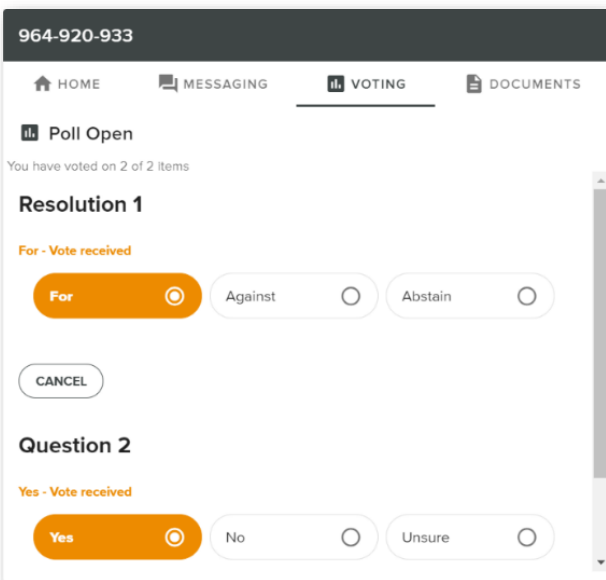 964-920-933
HOME MESSAGING VOTING DOCUMENTS
Poll Open
You have voted on 2 of 2 items
Resolution 1
For - Vote received
For Against Abstain
CANCEL
Question 2
Yes - Vote received
Yes No Unsure